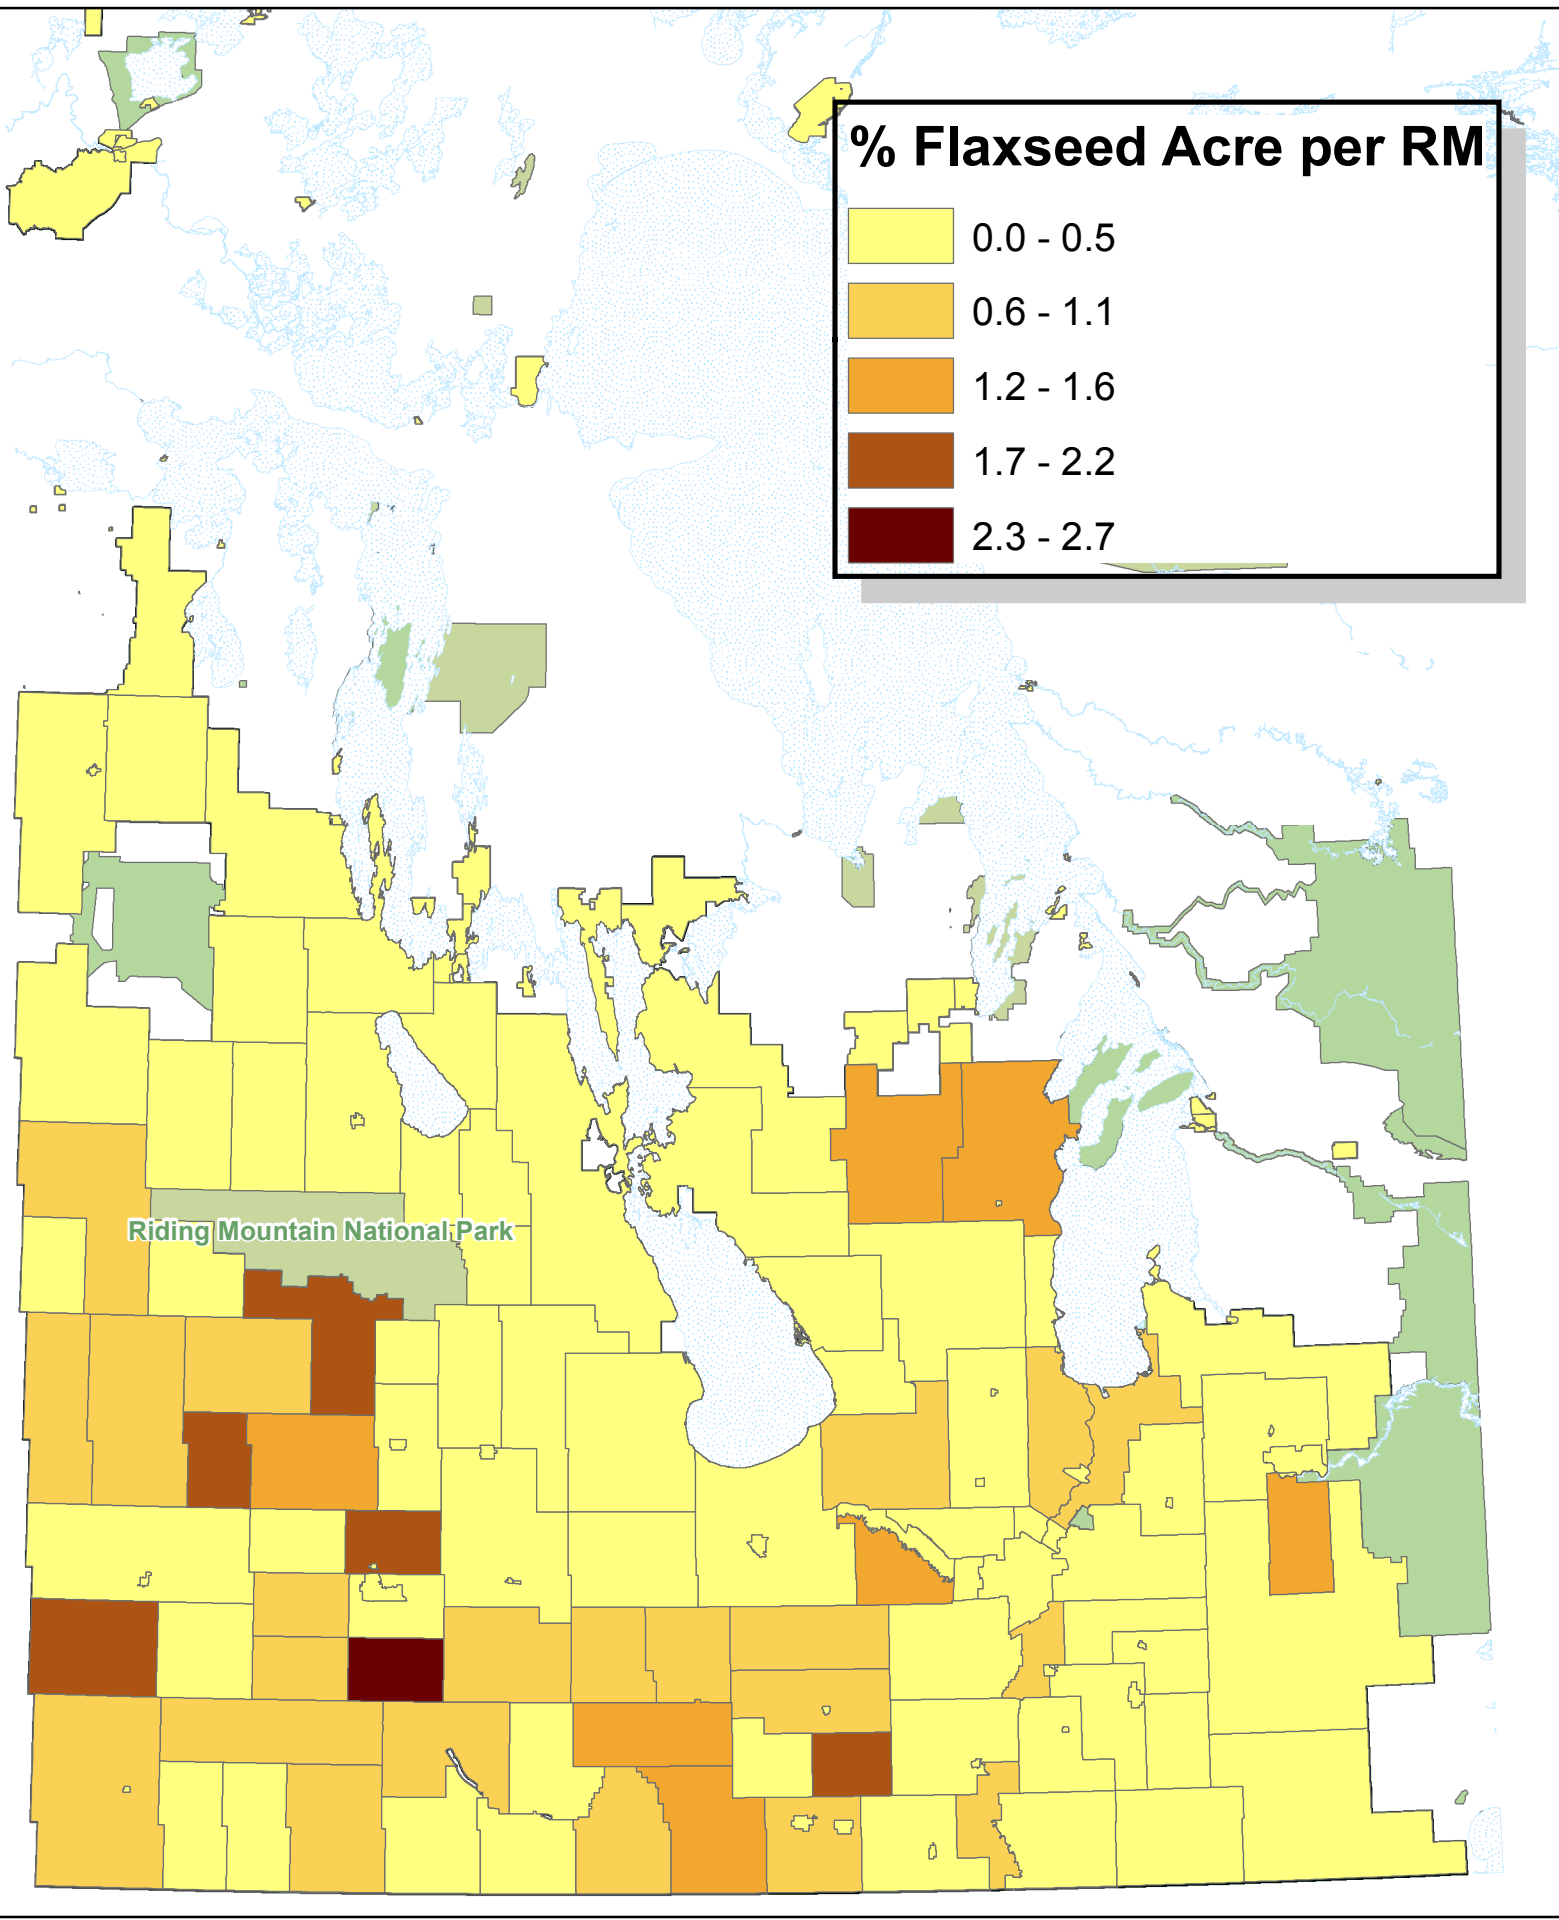 % Flaxseed Acre per RM
0.0 - 0.5
0.6 - 1.1
1.2 - 1.6
1.7 - 2.2
2.3 - 2.7
Riding Mountain National Park